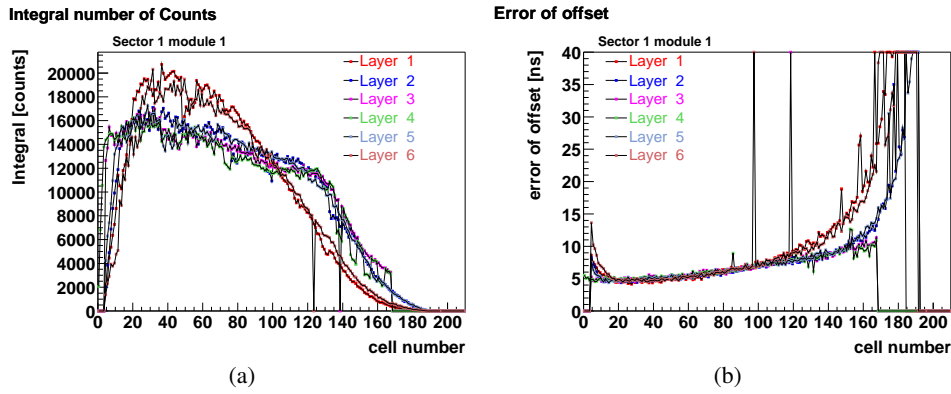 Integral number of Counts
Sector 1 module 1
Integral [counts]
20000
18000
16000
14000
12000
10000
8000
6000
4000
2000
0
0 20 40 60 80 100 120 140 160 180 200
cell number
Layer 1
Layer 2
Layer 3
Layer 4
Layer 5
Layer 6
(a)
Error of offset
Sector 1 module 1
error of offset [ns]
40
35
30
25
20
15
10
5
0
0 20 40 60 80 100 120 140 160 180 200
cell number
Layer 1
Layer 2
Layer 3
Layer 4
Layer 5
Layer 6
(b)